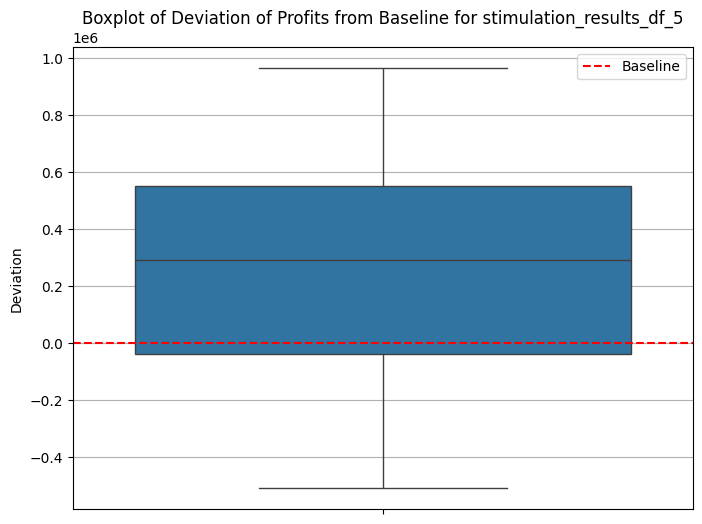 Boxplot of Deviation of Profits from Baseline for stimulation_results_df_5
1e6
Baseline
1.0
0.8
0.6
0.4
0.2
0.0
−0.2
−0.4
Deviation